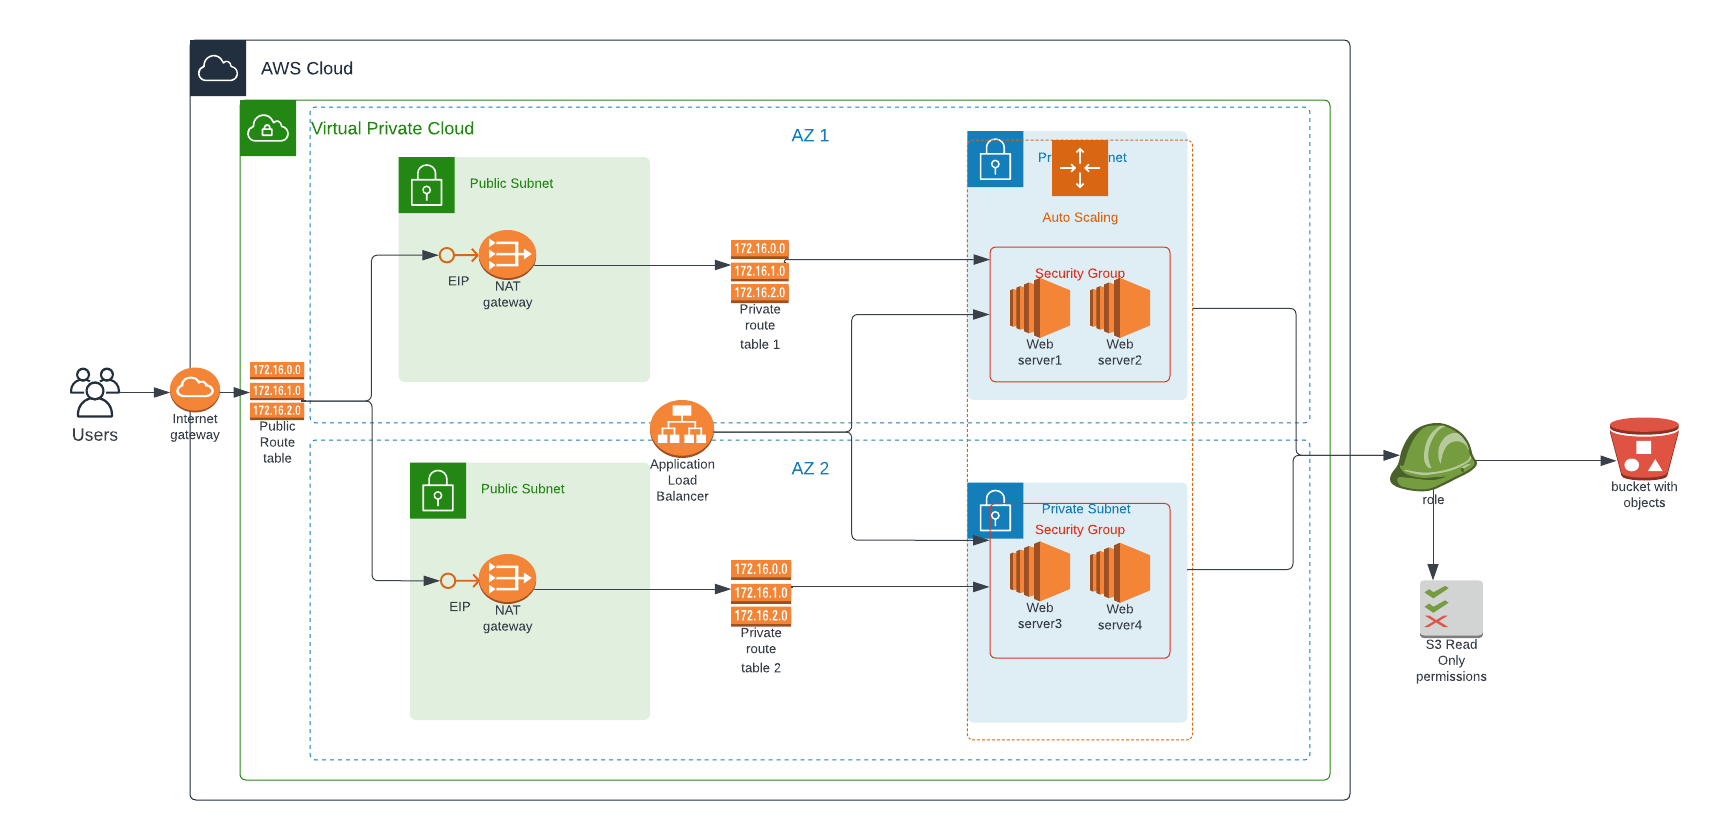 AWS Cloud
Virtual Private Cloud
AZ 1
Public Subnet
EIP
NAT
gateway
172.16.0.0
172.16.1.0
172.16.2.0
Private
route
table 1
Auto Scaling
Security Group
Web
server1
Web
server2
Users
Internet
gateway
172.16.0.0
172.16.1.0
172.16.2.0
Public
Route
table
Application
Load
Balancer
AZ 2
Public Subnet
EIP
NAT
gateway
172.16.0.0
172.16.1.0
172.16.2.0
Private
route
table 2
Private Subnet
Security Group
Web
server3
Web
server4
role
bucket with
objects
S3 Read
Only
permissions